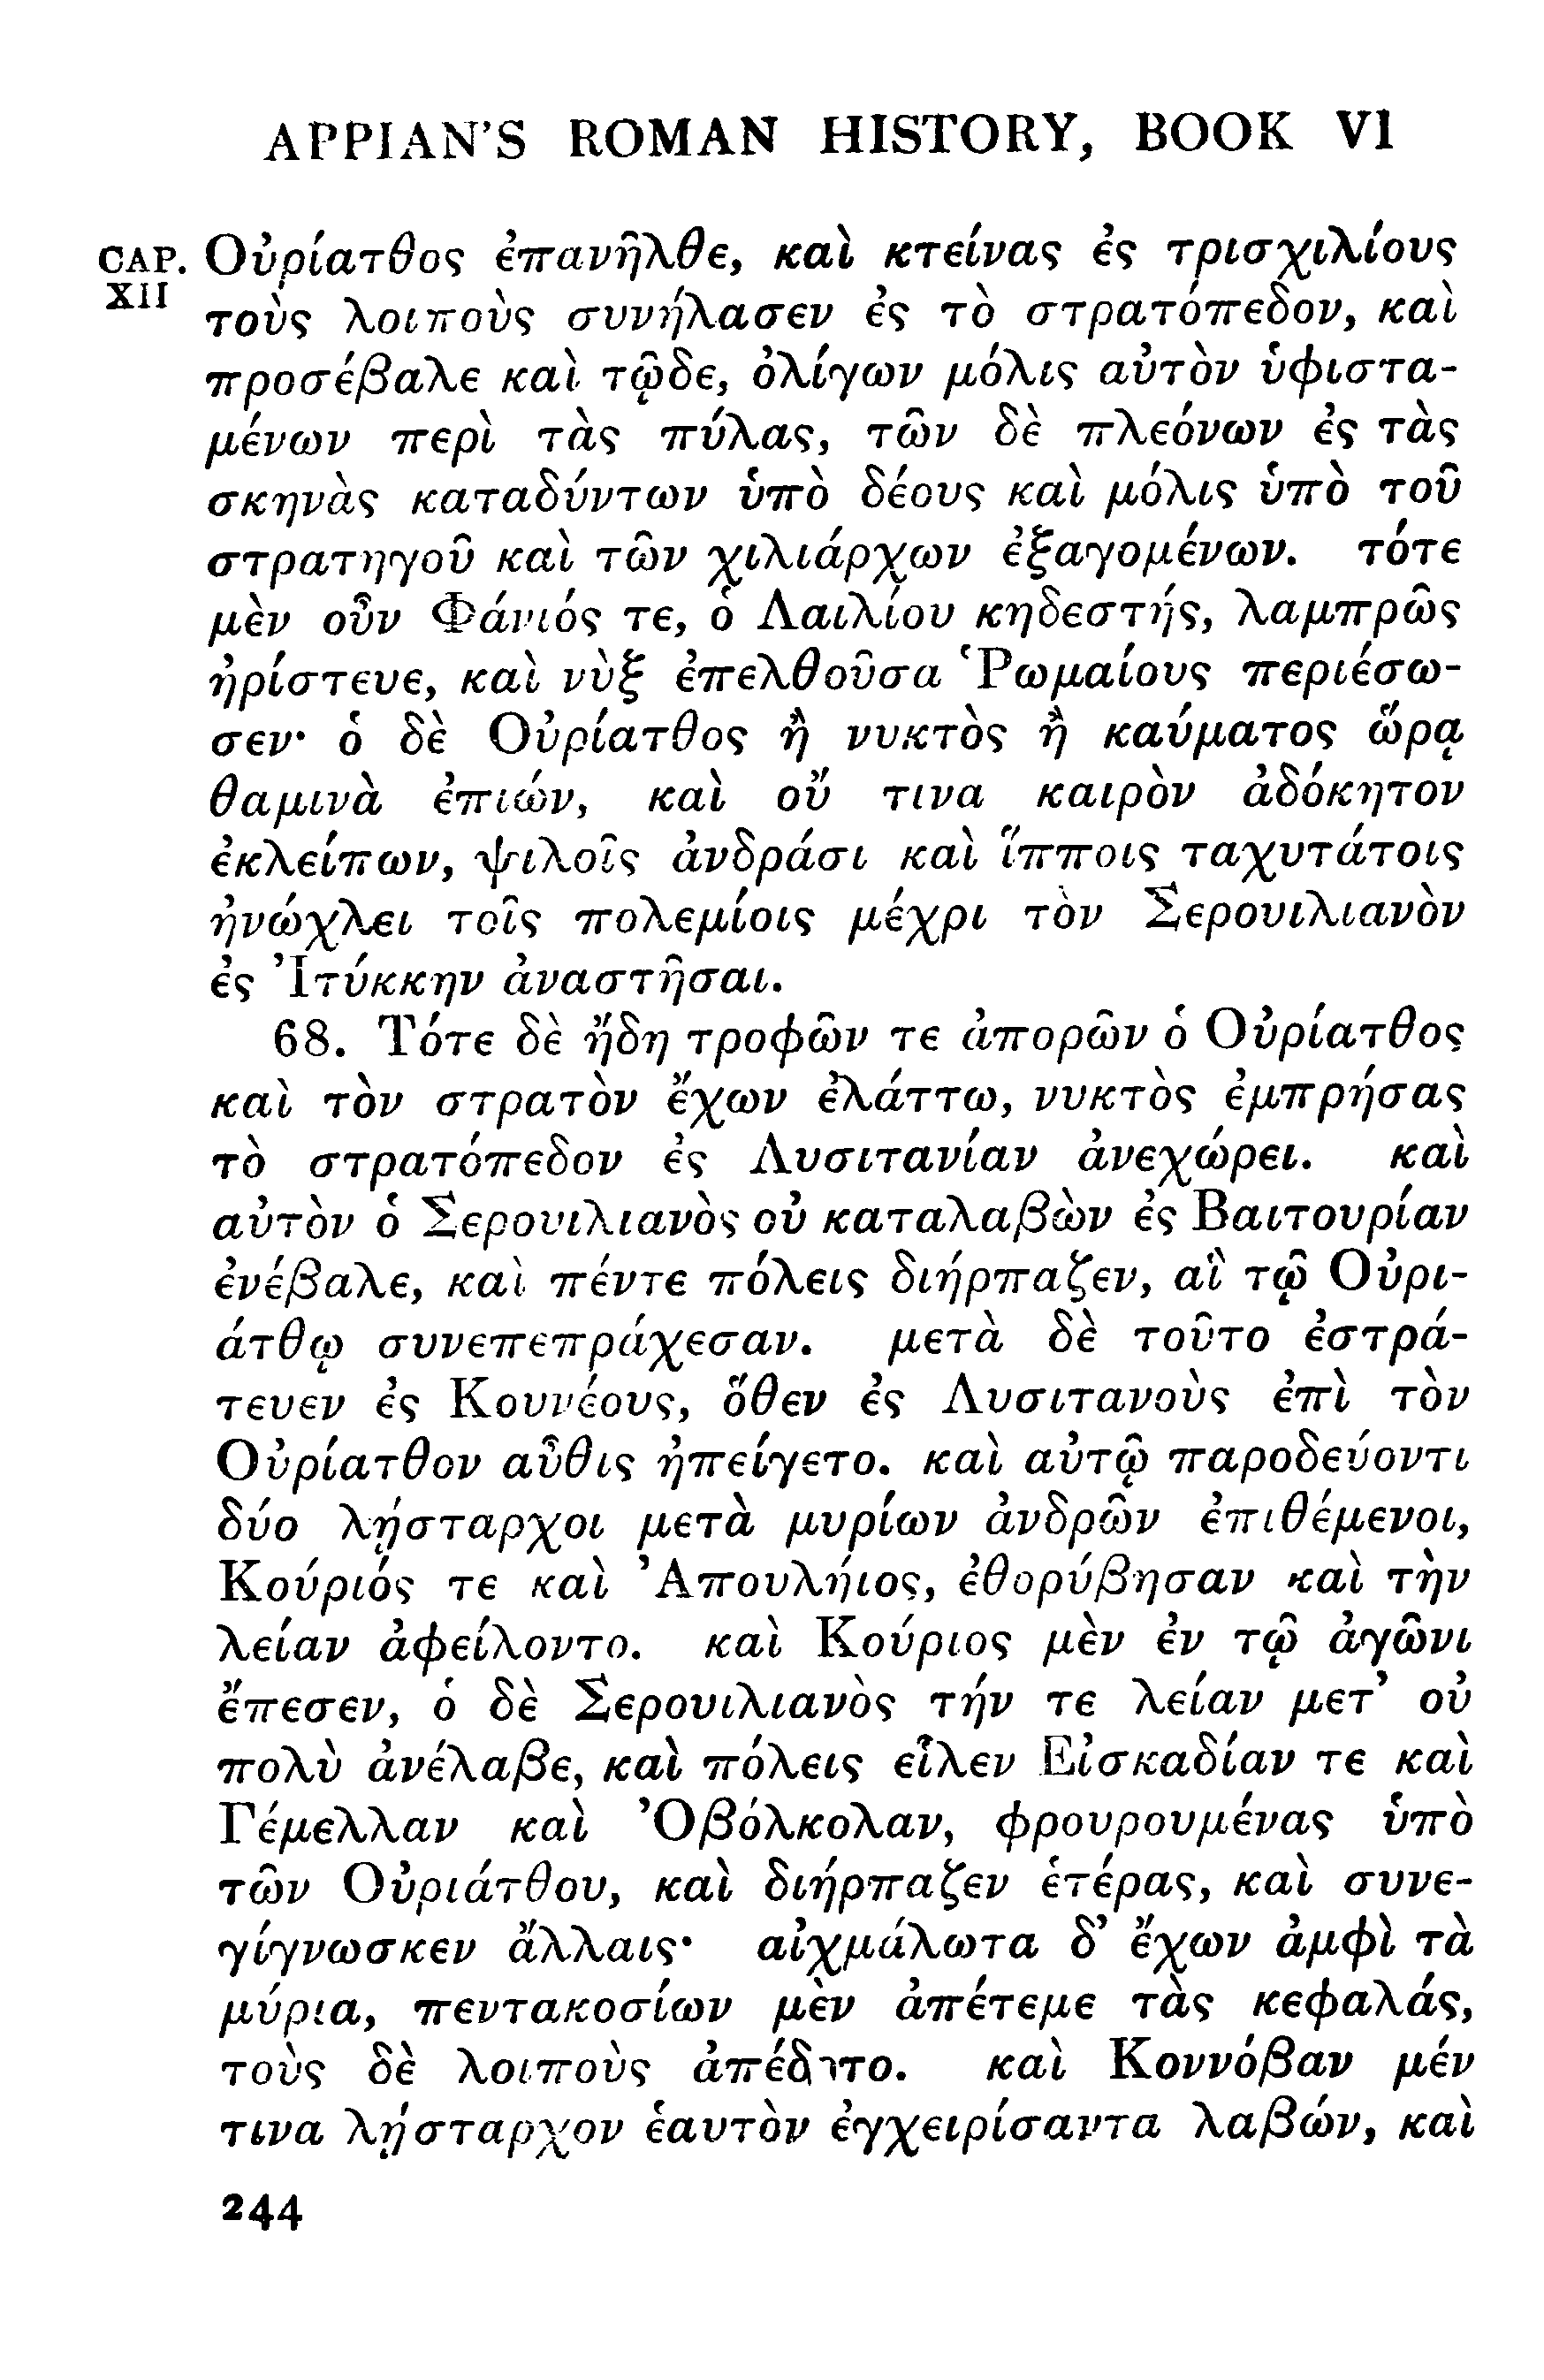 APPIAN'S ROMAN HISTORY, BOOK VI
CAP. XII
Οὐρίατθος ἐπανῆλθε, καὶ κτείνας ἐς τρισχιλίους
τοὺς λοιποὺς συνήλασεν ἐς τὸ στρατόπεδον, καὶ
προσέβαλε καὶ τῷδε, ὀλίγων μόλις αὐτὸν ὑφιστα-
μένων περὶ τὰς πύλας, τῶν δὲ πλεόνων ἐς τὰς
σκηνὰς καταδύντων ὑπὸ δέους καὶ μόλις ὑπὸ τοῦ
στρατηγοῦ καὶ τῶν χιλιάρχων ἐξαγομένων. τότε
μὲν οὖν Φάνιός τε, ὁ Λαιλίου κηδεστής, λαμπρῶς
ἠρίστευε, καὶ νὺξ ἐπελθοῦσα Ῥωμαίους περιέσω-
σεν· ὁ δὲ Οὐρίατθος ἢ νυκτὸς ἢ καύματος ὥρᾳ
θαμινὰ ἐπιών, καὶ οὔ τινα καιρὸν ἀδόκητον
ἐκλείπων, ψιλοῖς ἀνδράσι καὶ ἵπποις ταχυτάτοις
ἠνώχλει τοῖς πολεμίοις μέχρι τὸν Σερουιλιανὸν
ἐς Ἰτύκκην ἀναστῆσαι.
68. Τότε δὲ ἤδη τροφῶν τε ἀπορῶν ὁ Οὐρίατθος
καὶ τὸν στρατὸν ἔχων ἐλάττω, νυκτὸς ἐμπρήσας
τὸ στρατόπεδον ἐς Λυσιτανίαν ἀνεχώρει. καὶ
αὐτὸν ὁ Σερουιλιανὸς οὐ καταλαβὼν ἐς Βαιτουρίαν
ἐνέβαλε, καὶ πέντε πόλεις διήρπαζεν, αἳ τῷ Οὐρι-
άτθῳ συνεπεπράχεσαν. μετὰ δὲ τοῦτο ἐστρά-
τευεν ἐς Κουνέους, ὅθεν ἐς Λυσιτανοὺς ἐπὶ τὸν
Οὐρίατθον αὖθις ἠπείγετο. καὶ αὐτῷ παροδεύοντι
δύο λῄσταρχοι μετὰ μυρίων ἀνδρῶν ἐπιθέμενοι,
Κούριός τε καὶ Ἀπουλήιος, ἐθορύβησαν καὶ τὴν
λείαν ἀφείλοντο. καὶ Κούριος μὲν ἐν τῷ ἀγῶνι
ἔπεσεν, ὁ δὲ Σερουιλιανὸς τήν τε λείαν μετ’ οὐ
πολὺ ἀνέλαβε, καὶ πόλεις εἷλεν Εἰσκαδίαν τε καὶ
Γέμελλαν καὶ Ὀβόλκολαν, φρουρουμένας ὑπὸ
τῶν Οὐριάτθου, καὶ διήρπαζεν ἑτέρας, καὶ συνε-
γίγνωσκεν ἄλλαις· αἰχμάλωτα δ’ ἔχων ἀμφὶ τὰ
μύρια, πεντακοσίων μὲν ἀπέτεμε τὰς κεφαλάς,
τοὺς δὲ λοιποὺς ἀπέδοτο. καὶ Κοννόβαν μέν
τινα λῄσταρχον ἑαυτὸν ἐγχειρίσαντα λαβών, καὶ
244